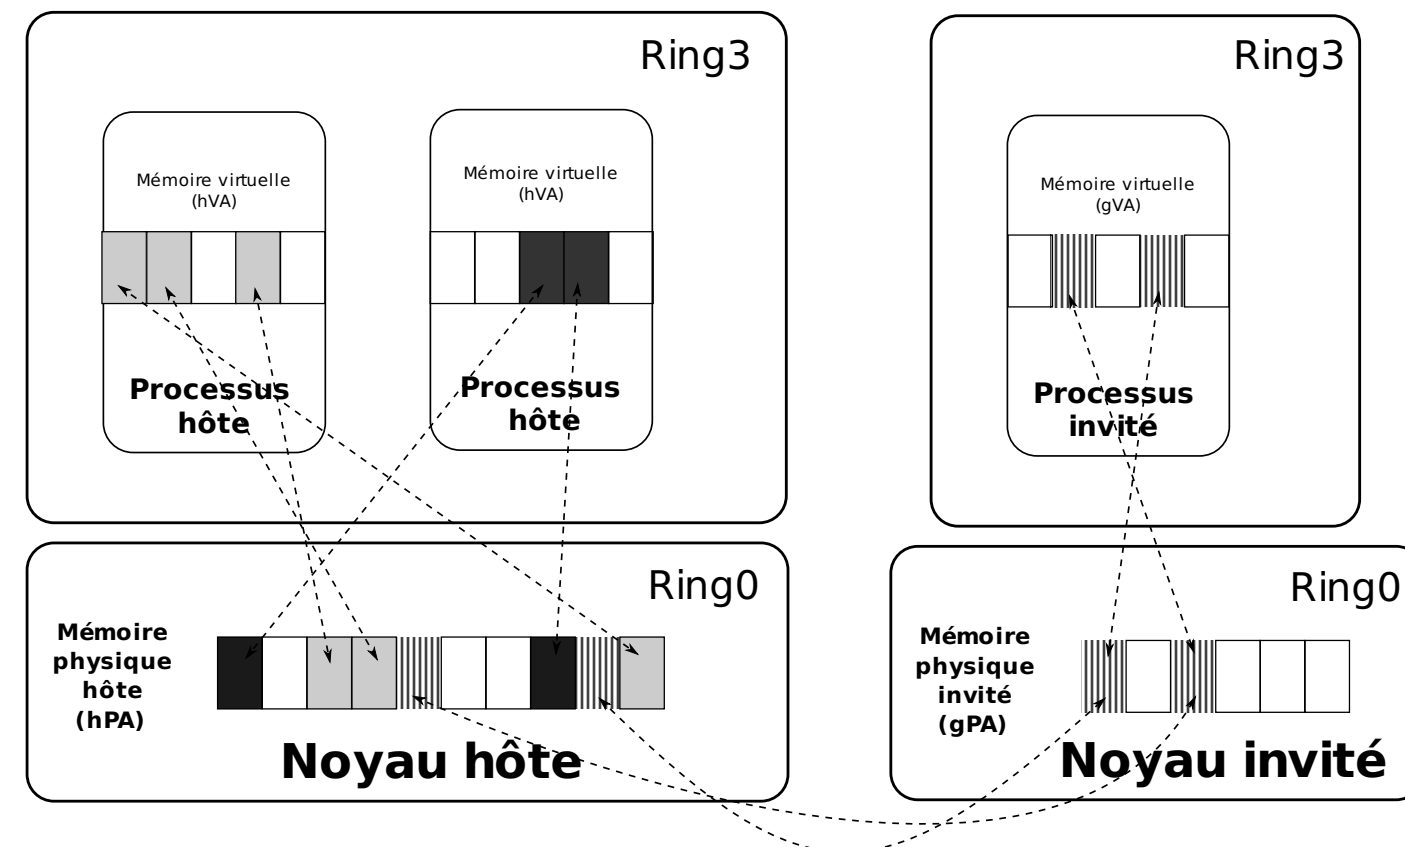 Ring3
Mémoire virtuelle
(hVA)
Processus
hôte
Mémoire virtuelle
(hVA)
Processus
hôte
Ring3
Mémoire virtuelle
(gVA)
Processus
invité
Ring0
Mémoire
physique
hôte
(hPA)
Noyau hôte
Ring0
Mémoire
physique
invité
(gPA)
Noyau invité